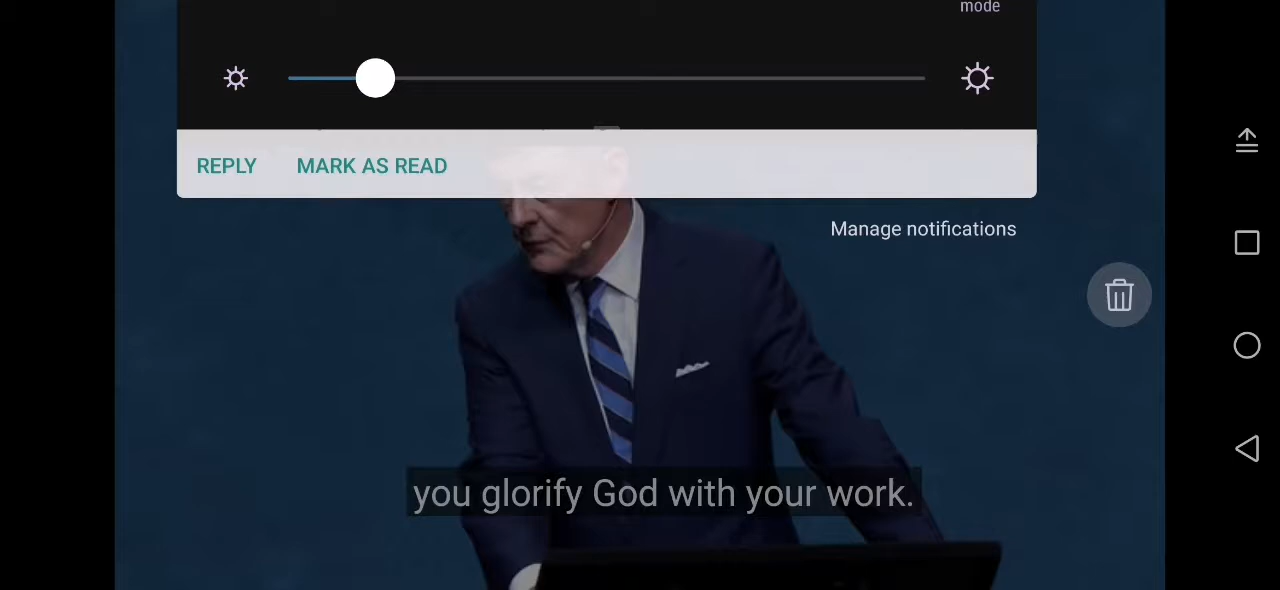 mode
REPLY MARK AS READ
Manage notifications
you glorify God with your work.